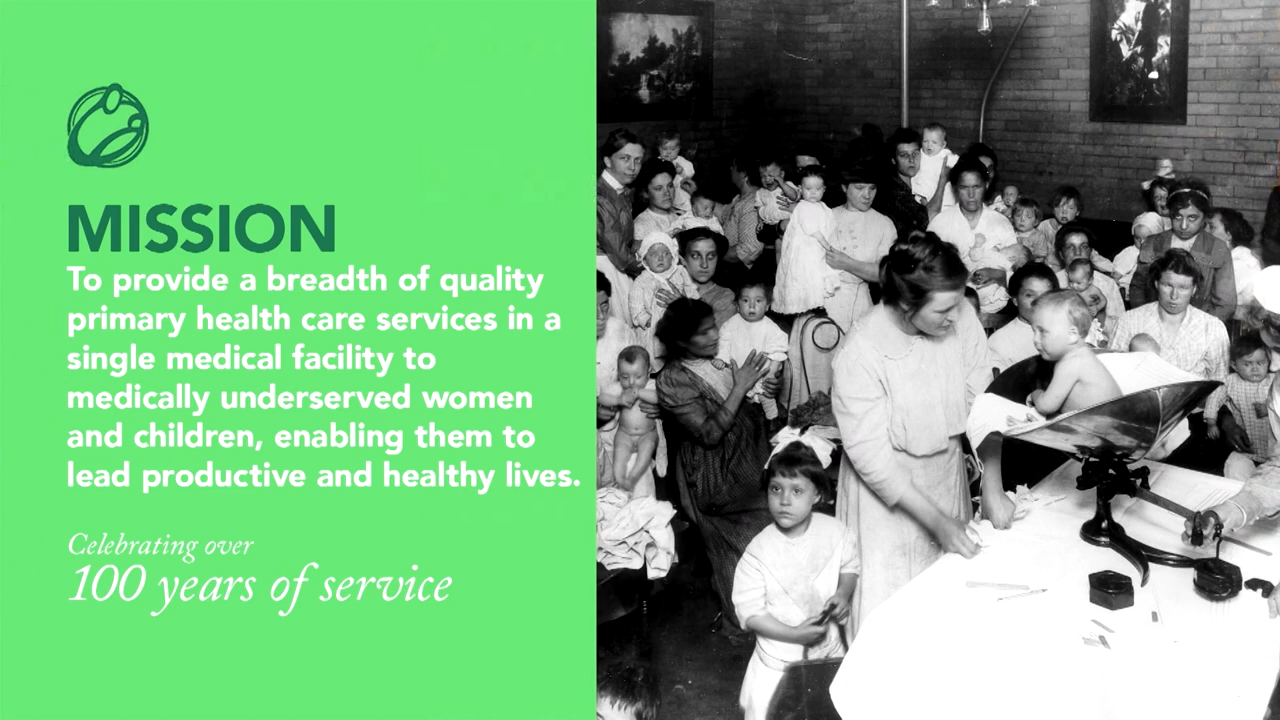 MISSION
To provide a breadth of quality
primary health care services in a
single medical facility to
medically underserved women
and children, enabling them to
lead productive and healthy lives.
Celebrating over
100 years of service